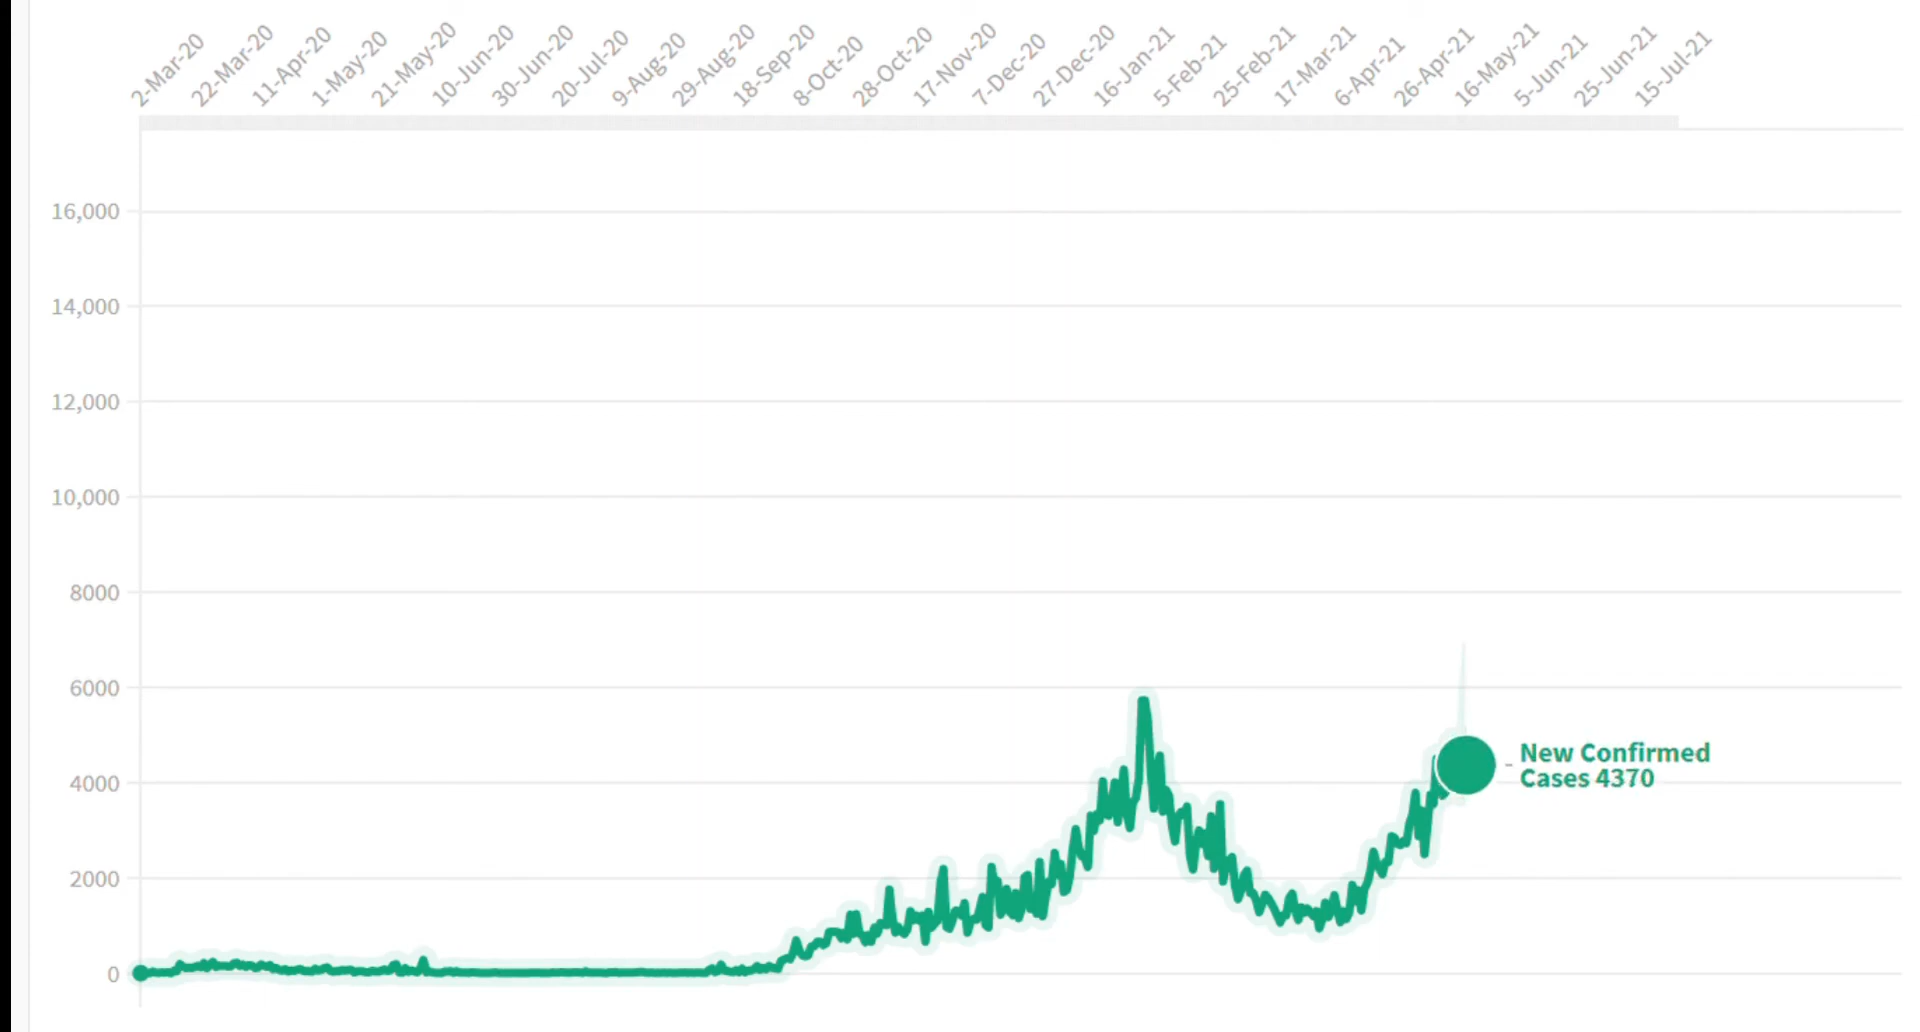 2-Mar-20
22-Mar-20
11-Apr-20
1-May-20
21-May-20
10-Jun-20
30-Jun-20
20-Jul-20
9-Aug-20
29-Aug-20
18-Sep-20
8-Oct-20
28-Oct-20
17-Nov-20
7-Dec-20
27-Dec-20
16-Jan-21
5-Feb-21
25-Feb-21
17-Mar-21
6-Apr-21
26-Apr-21
16-May-21
5-Jun-21
25-Jun-21
15-Jul-21
16,000
14,000
12,000
10,000
8000
6000
4000
2000
0
New Confirmed
Cases 4370